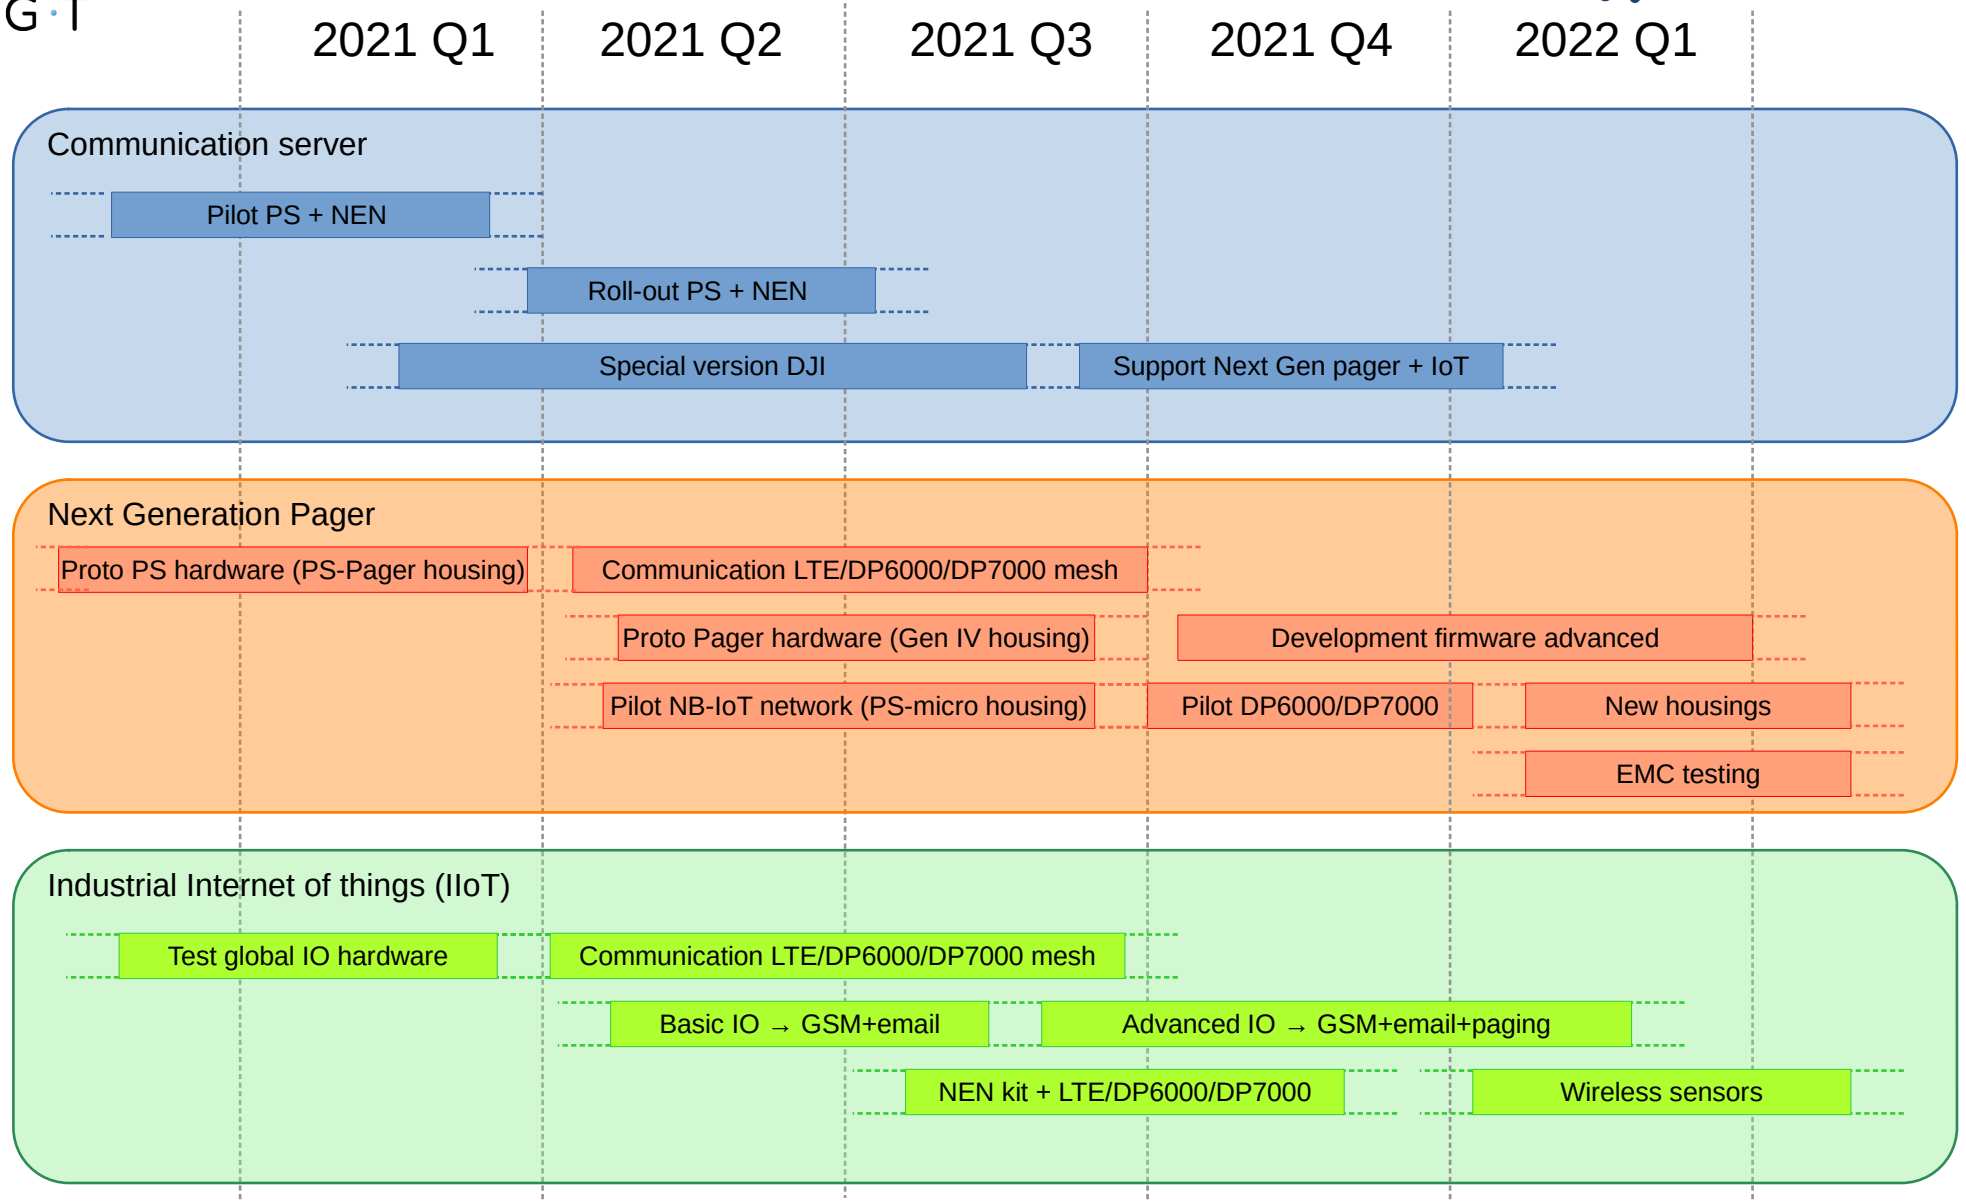 G·T
2021 Q1 2021 Q2 2021 Q3 2021 Q4 2022 Q1
Communication server
Pilot PS + NEN
Roll-out PS + NEN
Special version DJI Support Next Gen pager + IoT
Next Generation Pager
Proto PS hardware (PS-Pager housing) Communication LTE/DP6000/DP7000 mesh
Proto Pager hardware (Gen IV housing) Development firmware advanced
Pilot NB-IoT network (PS-micro housing) Pilot DP6000/DP7000 New housings
EMC testing
Industrial Internet of things (IIoT)
Test global IO hardware Communication LTE/DP6000/DP7000 mesh
Basic IO → GSM+email Advanced IO → GSM+email+paging
NEN kit + LTE/DP6000/DP7000 Wireless sensors